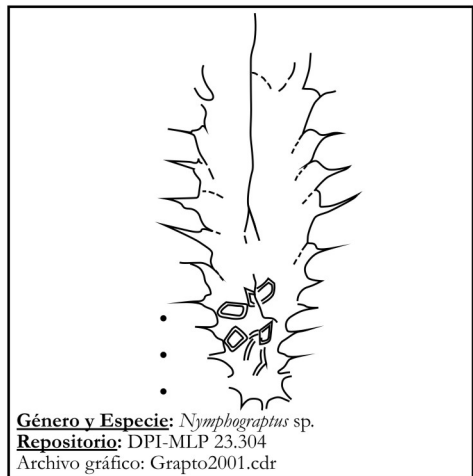 Género y Especie: Nymphograptus sp.
Repositorio: DPI-MLP 23.304
Archivo gráfico: Grapto2001.cdr